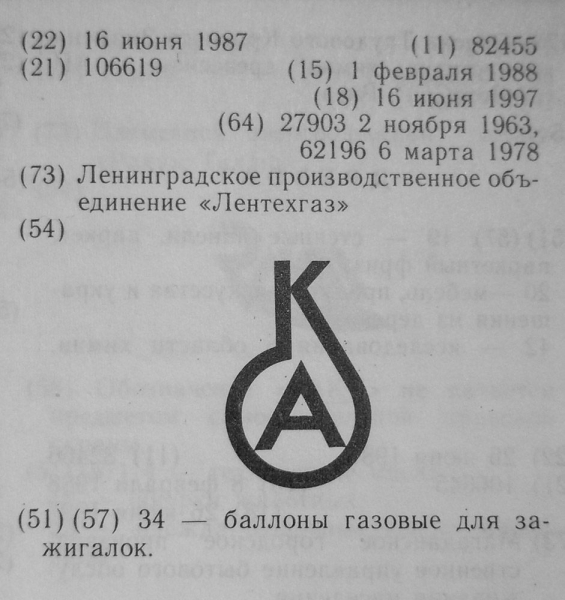 (22) 16 июня 1987 (11) 82455
(21) 106619 (15) 1 февраля 1988
(18) 16 июня 1997
(64) 27903 2 ноября 1963,
62196 6 марта 1978
(73) Ленинградское производственное объ-
единение «Лентехгаз»
(54)
К
А
(51) (57) 34 — баллоны газовые для за-
жигалок.